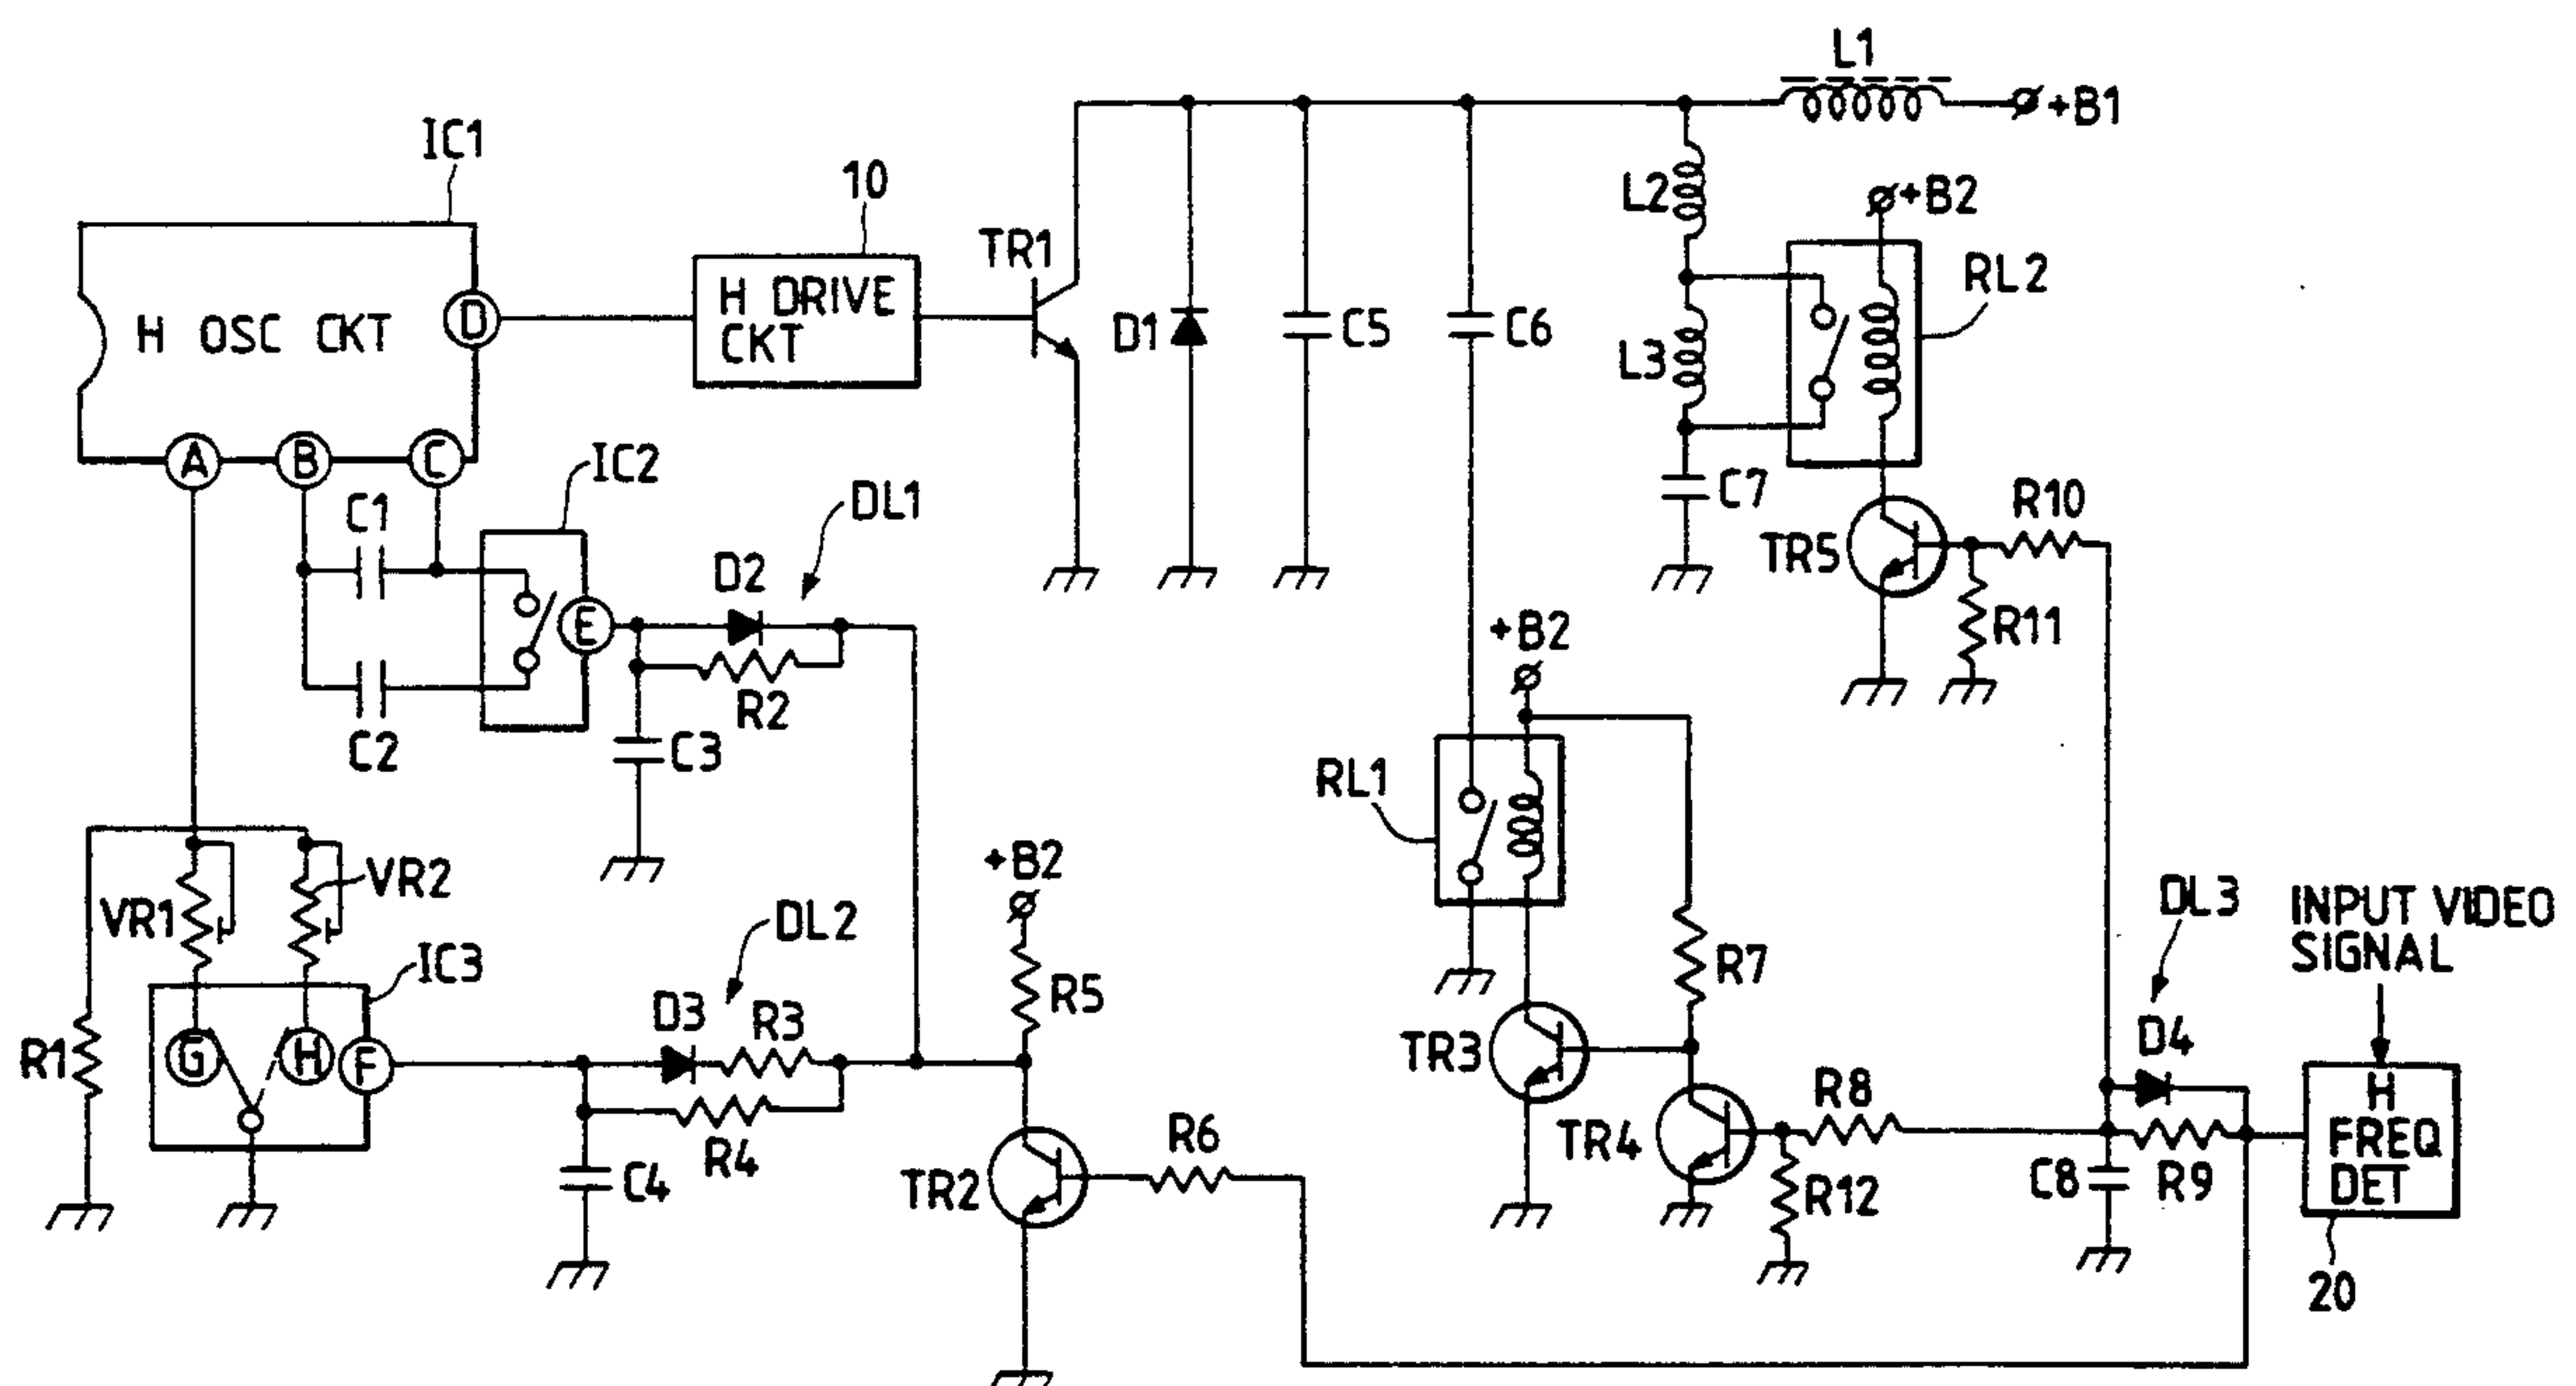 L1
+B1
IC1
10
L2
+B2
RL2
TR1
H OSC CKT
D
H DRIVE
CKT
D1
C5
C6
L3
A
B
C
IC2
C1
DL1
C7
R10
D2
TR5
E
R11
+B2
R2
C2
C3
RL1
+B2
VR1
VR2
DL2
DL3
INPUT VIDEO
SIGNAL
IC3
R7
D3
R3
R5
D4
R1
G
H
F
TR3
R8
H
FREQ
DET
R4
R6
TR4
C4
TR2
R12
C8
R9
20